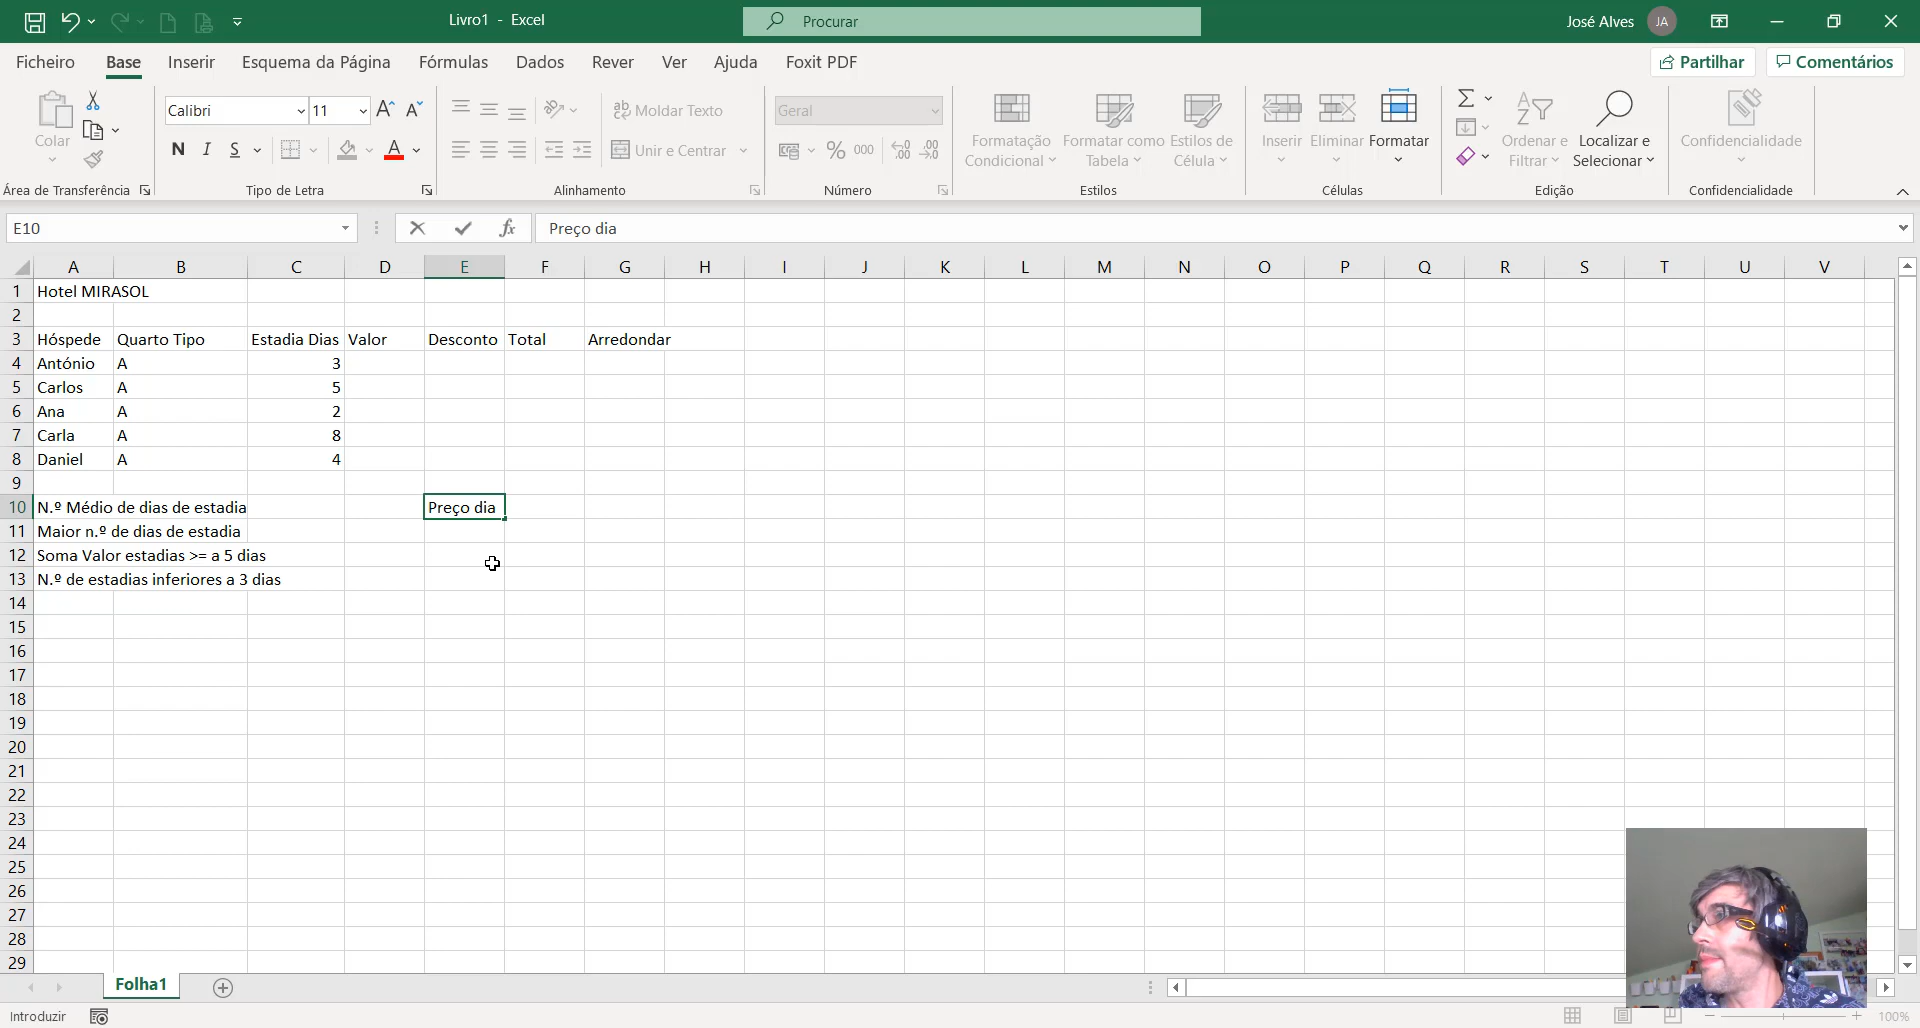 Livro1 - Excel
Procurar
José Alves JA
Ficheiro Base Inserir Esquema da Página Fórmulas Dados Rever Ver Ajuda Foxit PDF
Partilhar Comentários
Colar
Área de Transferência
Calibri 11
N I S
Tipo de Letra
Moldar Texto
Unir e Centrar
Alinhamento
Geral
% 000
Número
Formatação Condicional
Formatar como Tabela
Estilos de Célula
Estilos
Inserir Eliminar Formatar
Células
Ordenar e Filtrar
Localizar e Selecionar
Edição
Confidencialidade
Confidencialidade
E10 fx Preço dia
A B C D E F G H I J K L M N O P Q R S T U V
1 Hotel MIRASOL
2
3 Hóspede Quarto Tipo Estadia Dias Valor Desconto Total Arredondar
4 António A 3
5 Carlos A 5
6 Ana A 2
7 Carla A 8
8 Daniel A 4
9
10 N.º Médio de dias de estadia Preço dia
11 Maior n.º de dias de estadia
12 Soma Valor estadias >= a 5 dias
13 N.º de estadias inferiores a 3 dias
14
15
16
17
18
19
20
21
22
23
24
25
26
27
28
29
Folha1
Introduzir
100%